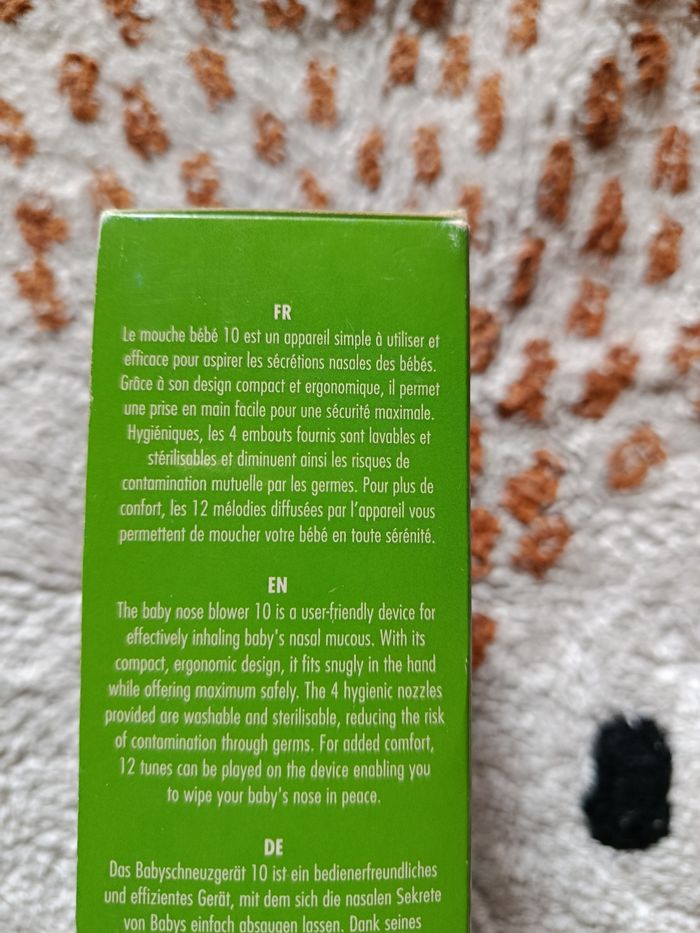 FR
Le mouche bébé 10 est un appareil simple à utiliser et
efficace pour aspirer les sécrétions nasales des bébés.
Grâce à son design compact et ergonomique, il permet
une prise en main facile pour une sécurité maximale.
Hygiéniques, les 4 embouts fournis sont lavables et
stérilisables et diminuent ainsi les risques de
contamination mutuelle par les germes. Pour plus de
confort, les 12 mélodies diffusées par l'appareil vous
permettent de moucher votre bébé en toute sérénité.
EN
The baby nose blower 10 is a user-friendly device for
effectively inhaling baby's nasal mucous. With its
compact, ergonomic design, it fits snugly in the hand
while offering maximum safely. The 4 hygienic nozzles
provided are washable and sterilisable, reducing the risk
of contamination through germs. For added comfort,
12 tunes can be played on the device enabling you
to wipe your baby's nose in peace.
DE
Das Babyschneuzgerät 10 ist ein bedienerfreundliches
und effizientes Gerät, mit dem sich die nasalen Sekrete
von Babys einfach absaugen lassen. Dank seines